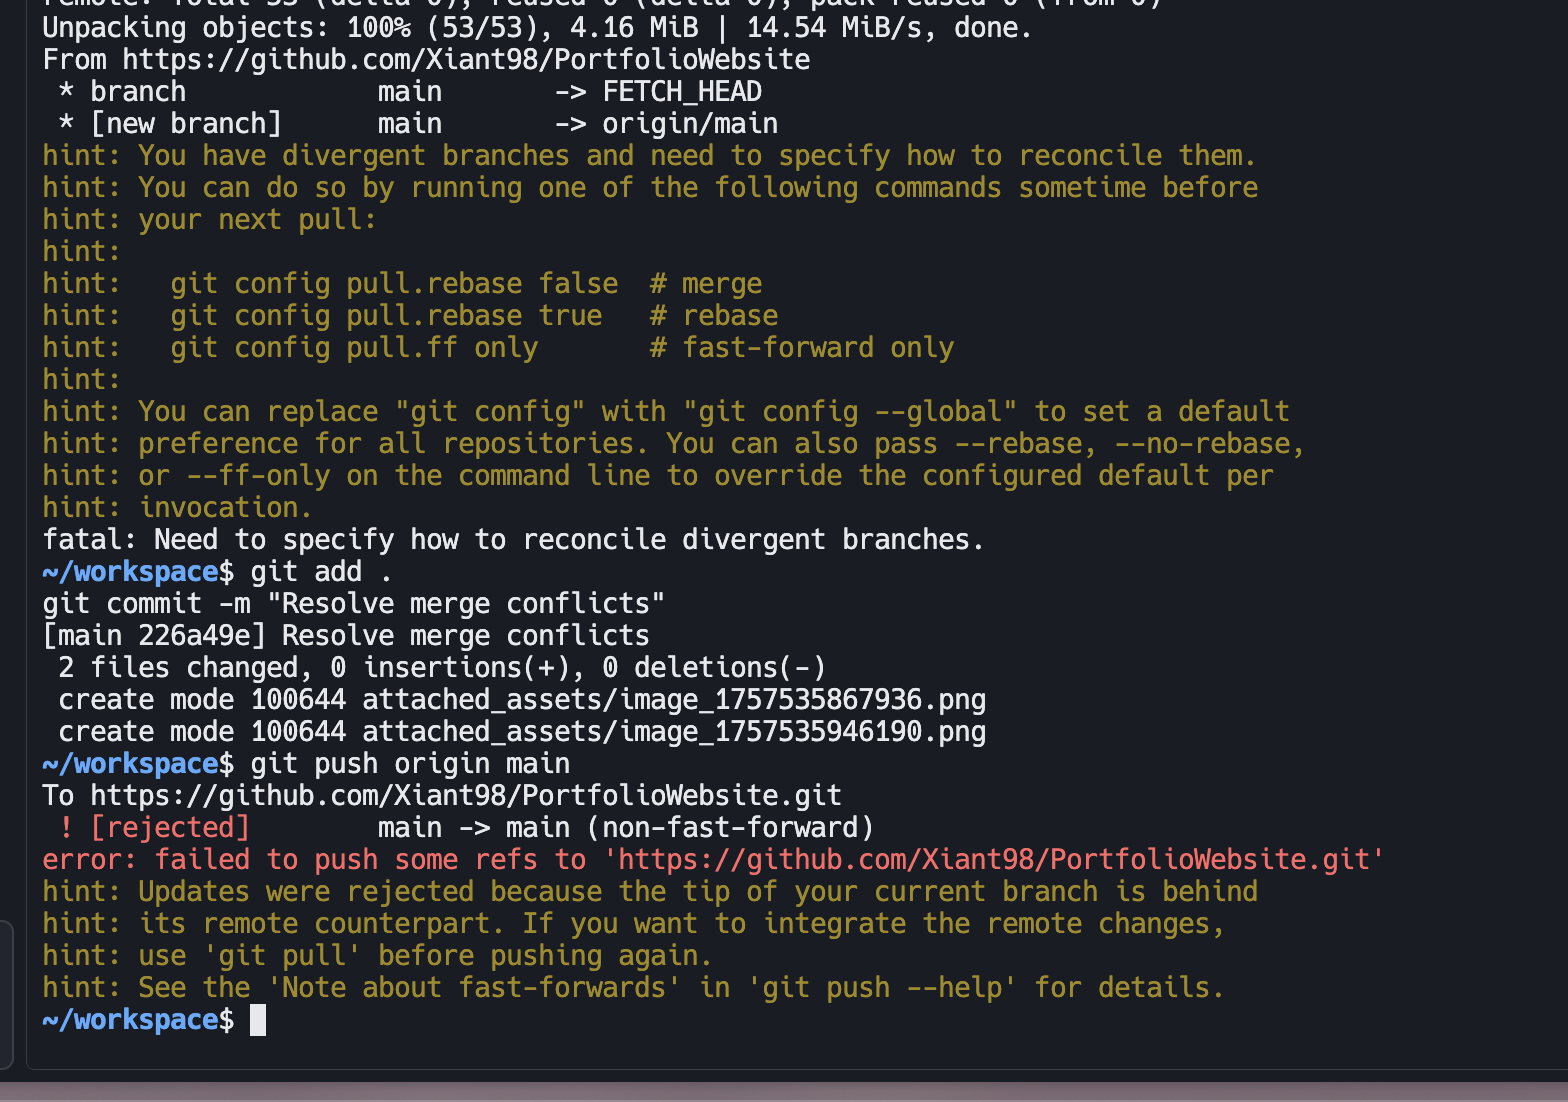 remote: Total 53 (delta 0), reused 0 (delta 0), pack-reused 0 (from 0)
Unpacking objects: 100% (53/53), 4.16 MiB | 14.54 MiB/s, done.
From https://github.com/Xiant98/PortfolioWebsite
 * branch            main       -> FETCH_HEAD
 * [new branch]      main       -> origin/main
hint: You have divergent branches and need to specify how to reconcile them.
hint: You can do so by running one of the following commands sometime before
hint: your next pull:
hint:
hint:   git config pull.rebase false  # merge
hint:   git config pull.rebase true   # rebase
hint:   git config pull.ff only       # fast-forward only
hint:
hint: You can replace "git config" with "git config --global" to set a default
hint: preference for all repositories. You can also pass --rebase, --no-rebase,
hint: or --ff-only on the command line to override the configured default per
hint: invocation.
fatal: Need to specify how to reconcile divergent branches.
~/workspace$ git add .
git commit -m "Resolve merge conflicts"
[main 226a49e] Resolve merge conflicts
 2 files changed, 0 insertions(+), 0 deletions(-)
 create mode 100644 attached_assets/image_1757535867936.png
 create mode 100644 attached_assets/image_1757535946190.png
~/workspace$ git push origin main
To https://github.com/Xiant98/PortfolioWebsite.git
 ! [rejected]        main -> main (non-fast-forward)
error: failed to push some refs to 'https://github.com/Xiant98/PortfolioWebsite.git'
hint: Updates were rejected because the tip of your current branch is behind
hint: its remote counterpart. If you want to integrate the remote changes,
hint: use 'git pull' before pushing again.
hint: See the 'Note about fast-forwards' in 'git push --help' for details.
~/workspace$